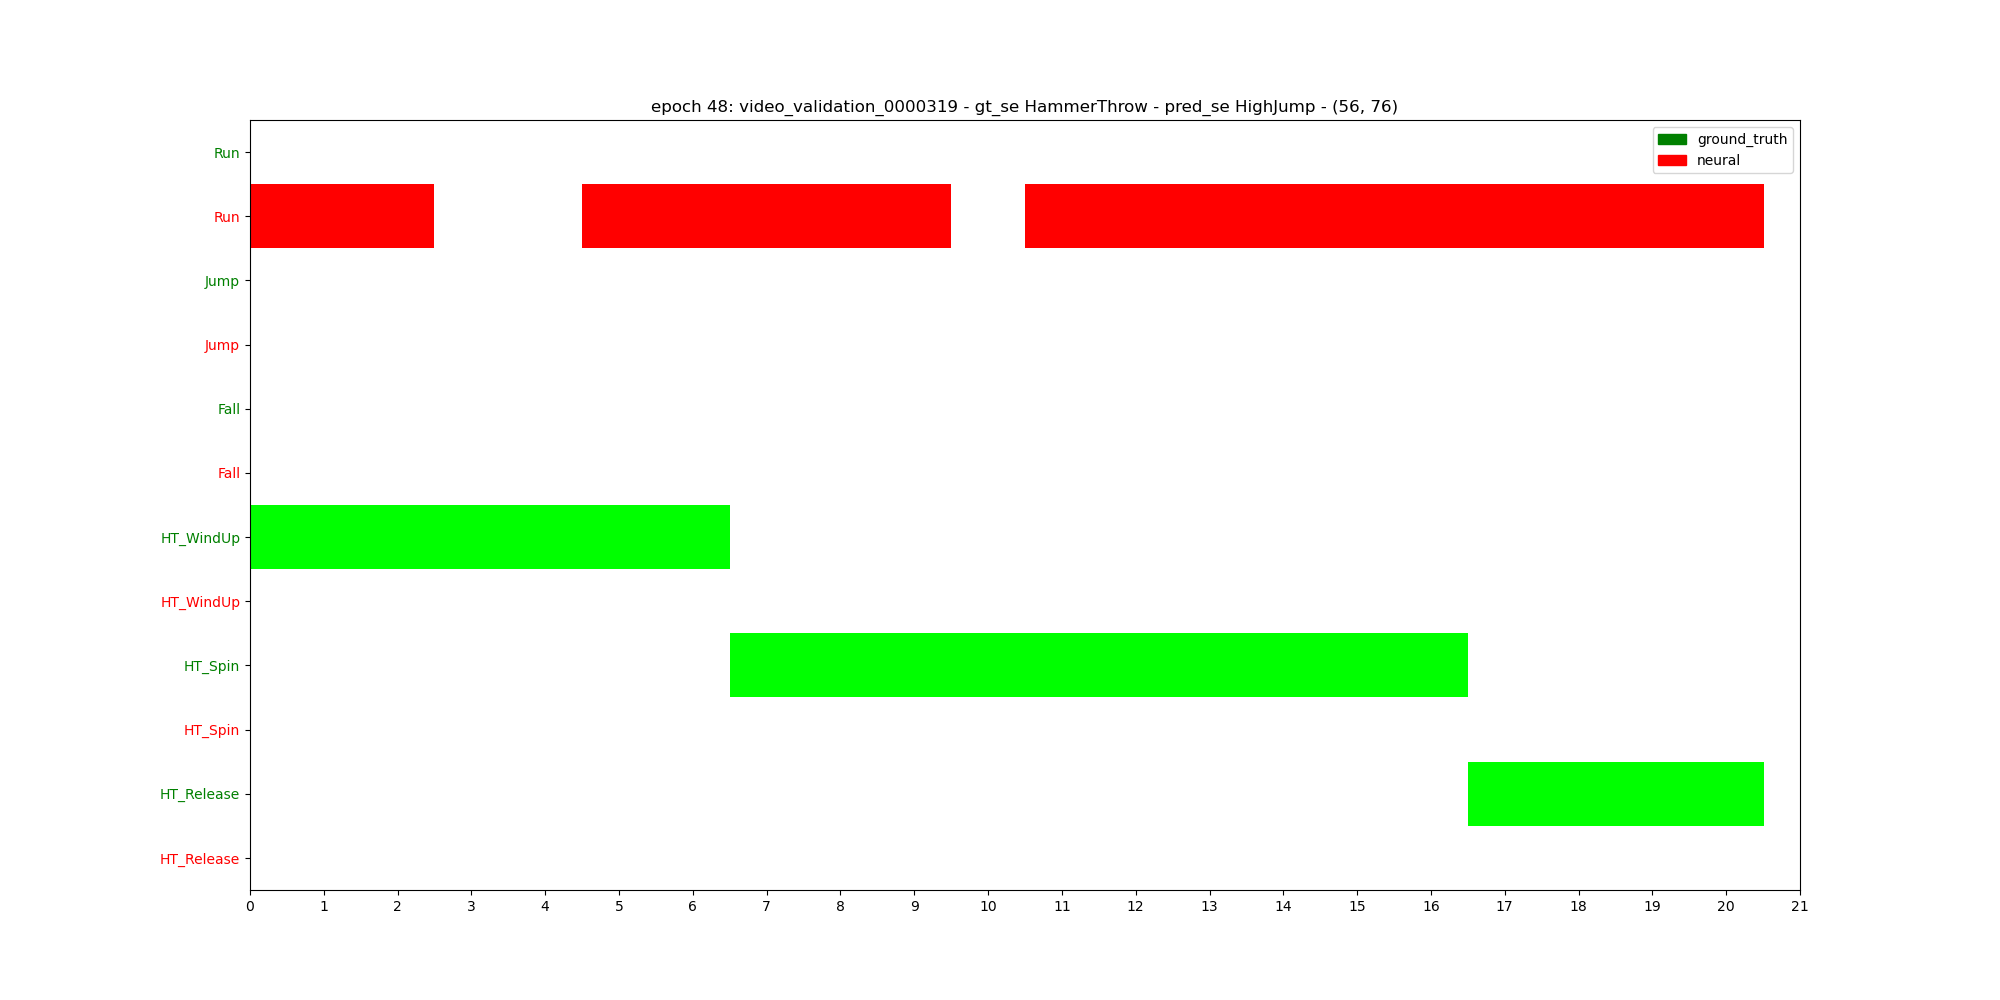 epoch 48: video_validation_0000319 - gt_se HammerThrow - pred_se HighJump - (56, 76)
ground_truth
neural
Run
Run
Jump
Jump
Fall
Fall
HT_WindUp
HT_WindUp
HT_Spin
HT_Spin
HT_Release
HT_Release
0 1 2 3 4 5 6 7 8 9 10 11 12 13 14 15 16 17 18 19 20 21